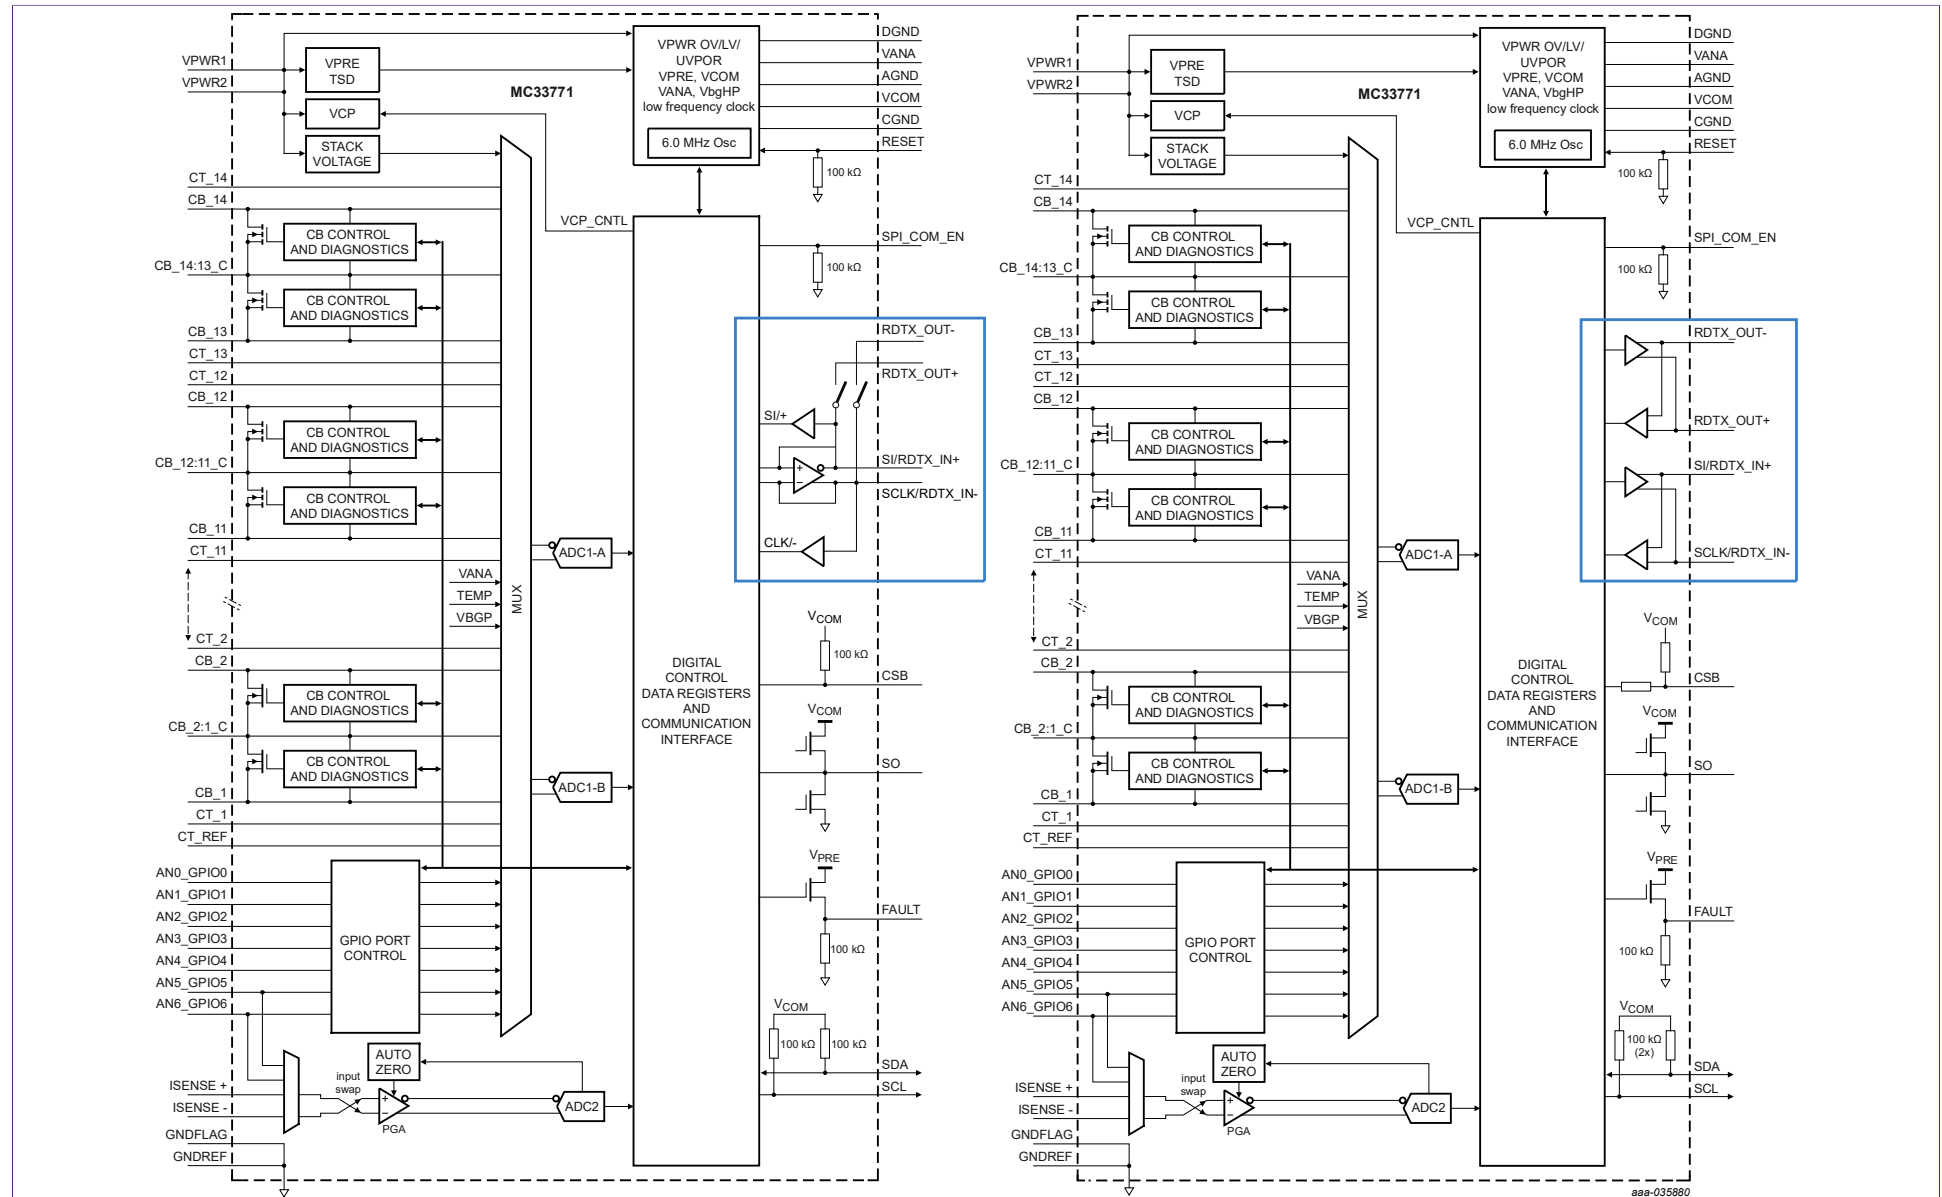 VPWR1
VPWR2
VPRE
TSD
VCP
STACK
VOLTAGE
MC33771
VPWR OV/LV/
UVPOR
VPRE, VCOM
VANA, VbgHP
low frequency clock
6.0 MHz Osc
DGND
VANA
AGND
VCOM
CGND
RESET
100 kΩ
CT_14
CB_14
CB CONTROL
AND DIAGNOSTICS
CB_14:13_C
CB CONTROL
AND DIAGNOSTICS
CB_13
CT_13
CT_12
CB_12
CB CONTROL
AND DIAGNOSTICS
CB_12:11_C
CB CONTROL
AND DIAGNOSTICS
CB_11
CT_11
VANA
TEMP
VBGP
MUX
CT_2
CB_2
CB CONTROL
AND DIAGNOSTICS
CB_2:1_C
CB CONTROL
AND DIAGNOSTICS
CB_1
CT_1
CT_REF
AN0_GPIO0
AN1_GPIO1
AN2_GPIO2
AN3_GPIO3
AN4_GPIO4
AN5_GPIO5
AN6_GPIO6
GPIO PORT
CONTROL
ISENSE +
ISENSE -
GNDFLAG
GNDREF
input
swap
AUTO
ZERO
+
−
PGA
ADC2
ADC1-A
ADC1-B
VCP_CNTL
DIGITAL
CONTROL
DATA REGISTERS
AND
COMMUNICATION
INTERFACE
SPI_COM_EN
100 kΩ
RDTX_OUT-
RDTX_OUT+
SI/+
+
−
SI/RDTX_IN+
SCLK/RDTX_IN-
CLK/-
VCOM
100 kΩ
CSB
VCOM
SO
VPRE
FAULT
100 kΩ
VCOM
100 kΩ
100 kΩ
SDA
SCL
VPWR1
VPWR2
VPRE
TSD
VCP
STACK
VOLTAGE
MC33771
VPWR OV/LV/
UVPOR
VPRE, VCOM
VANA, VbgHP
low frequency clock
6.0 MHz Osc
DGND
VANA
AGND
VCOM
CGND
RESET
100 kΩ
CT_14
CB_14
CB CONTROL
AND DIAGNOSTICS
CB_14:13_C
CB CONTROL
AND DIAGNOSTICS
CB_13
CT_13
CT_12
CB_12
CB CONTROL
AND DIAGNOSTICS
CB_12:11_C
CB CONTROL
AND DIAGNOSTICS
CB_11
CT_11
VANA
TEMP
VBGP
MUX
CT_2
CB_2
CB CONTROL
AND DIAGNOSTICS
CB_2:1_C
CB CONTROL
AND DIAGNOSTICS
CB_1
CT_1
CT_REF
AN0_GPIO0
AN1_GPIO1
AN2_GPIO2
AN3_GPIO3
AN4_GPIO4
AN5_GPIO5
AN6_GPIO6
GPIO PORT
CONTROL
ISENSE +
ISENSE -
GNDFLAG
GNDREF
input
swap
AUTO
ZERO
+
−
PGA
ADC2
ADC1-A
ADC1-B
VCP_CNTL
DIGITAL
CONTROL
DATA REGISTERS
AND
COMMUNICATION
INTERFACE
SPI_COM_EN
100 kΩ
RDTX_OUT-
RDTX_OUT+
SI/RDTX_IN+
SCLK/RDTX_IN-
VCOM
CSB
VCOM
SO
VPRE
FAULT
100 kΩ
VCOM
100 kΩ
(2x)
SDA
SCL
aaa-035880